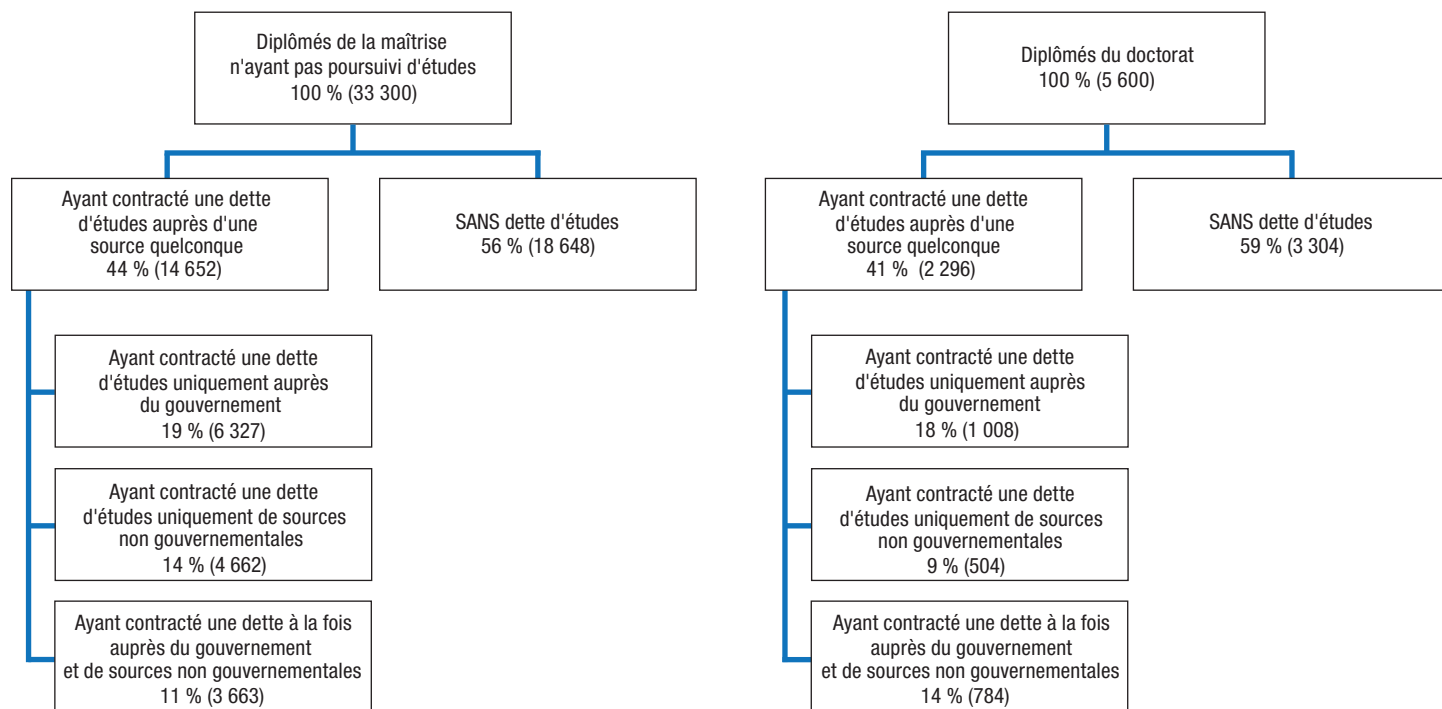 Diplômés de la maîtrise
n'ayant pas poursuivi d'études
100 % (33 300)
Ayant contracté une dette
d'études auprès d'une
source quelconque
44 % (14 652)
SANS dette d'études
56 % (18 648)
Ayant contracté une dette
d'études uniquement auprès
du gouvernement
19 % (6 327)
Ayant contracté une dette
d'études uniquement de sources
non gouvernementales
14 % (4 662)
Ayant contracté une dette à la fois
auprès du gouvernement
et de sources non gouvernementales
11 % (3 663)
Diplômés du doctorat
100 % (5 600)
Ayant contracté une dette
d'études auprès d'une
source quelconque
41 % (2 296)
SANS dette d'études
59 % (3 304)
Ayant contracté une dette
d'études uniquement auprès
du gouvernement
18 % (1 008)
Ayant contracté une dette
d'études uniquement de sources
non gouvernementales
9 % (504)
Ayant contracté une dette à la fois
auprès du gouvernement
et de sources non gouvernementales
14 % (784)